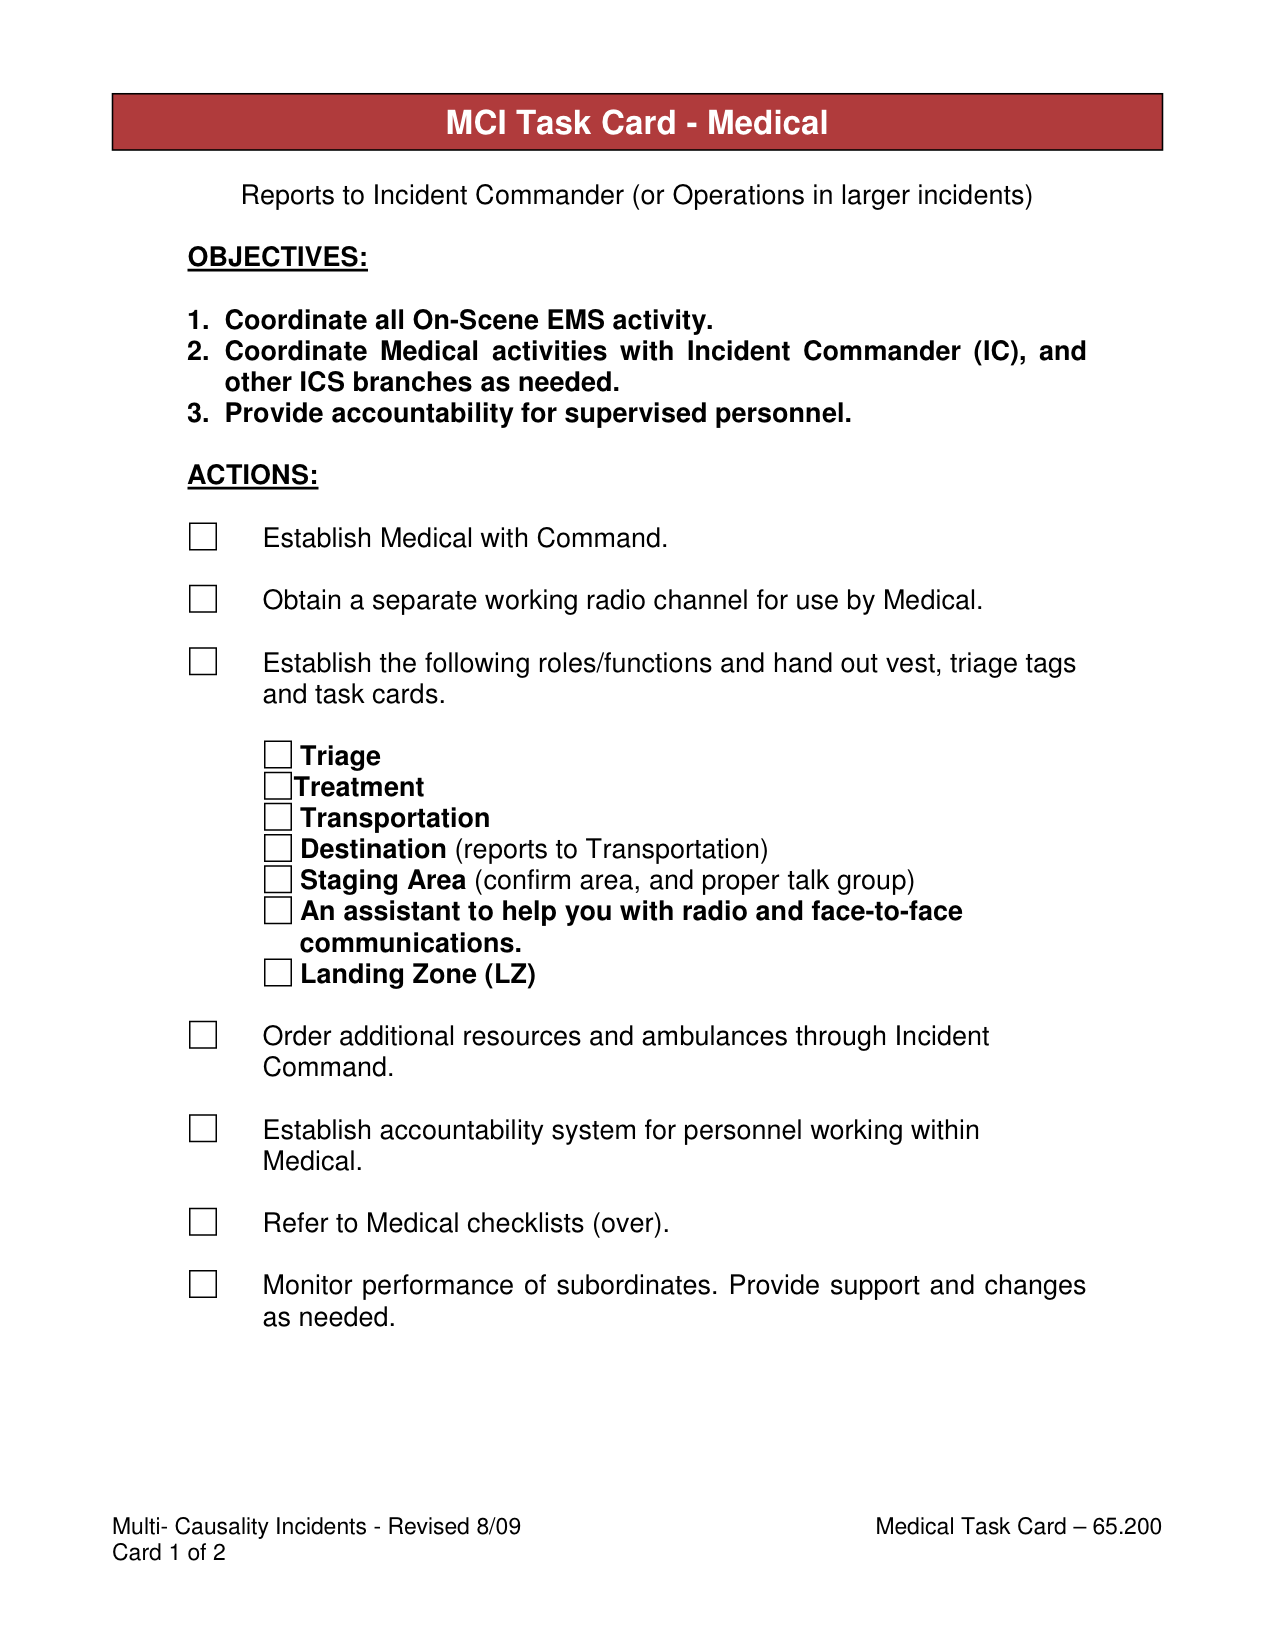 MCI Task Card - Medical
Reports to Incident Commander (or Operations in larger incidents)
OBJECTIVES:
1. Coordinate all On-Scene EMS activity.
2. Coordinate Medical activities with Incident Commander (IC), and
other ICS branches as needed.
3. Provide accountability for supervised personnel.
ACTIONS:
Establish Medical with Command.
Obtain a separate working radio channel for use by Medical.
Establish the following roles/functions and hand out vest, triage tags
and task cards.
Triage
Treatment
Transportation
Destination (reports to Transportation)
Staging Area (confirm area, and proper talk group)
An assistant to help you with radio and face-to-face
communications.
Landing Zone (LZ)
Order additional resources and ambulances through Incident
Command.
Establish accountability system for personnel working within
Medical.
Refer to Medical checklists (over).
Monitor performance of subordinates. Provide support and changes
as needed.
Multi- Causality Incidents - Revised 8/09 Medical Task Card – 65.200
Card 1 of 2